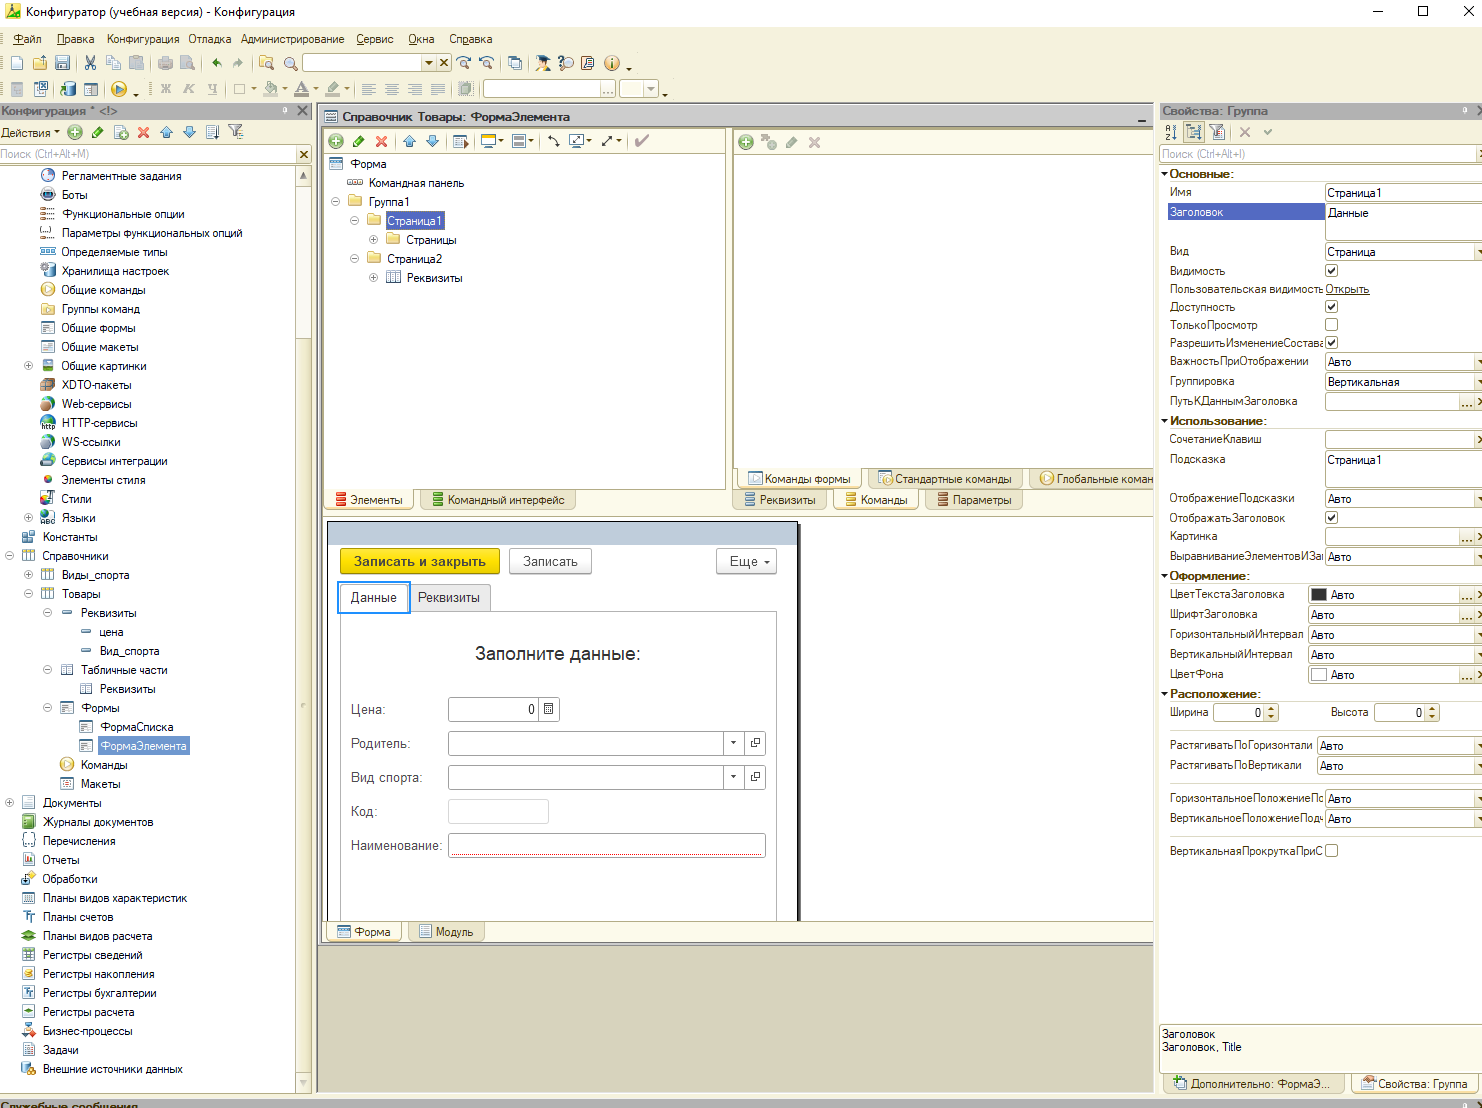 Конфигуратор (учебная версия) - Конфигурация
Файл Правка Конфигурация Отладка Администрирование Сервис Окна Справка
Ж К Ч
Конфигурация * <!>
Действия
Поиск (Ctrl+Alt+M)
Регламентные задания
Боты
Функциональные опции
Параметры функциональных опций
Определяемые типы
Хранилища настроек
Общие команды
Группы команд
Общие формы
Общие макеты
Общие картинки
XDTO-пакеты
Web-сервисы
HTTP-сервисы
WS-ссылки
Сервисы интеграции
Элементы стиля
Стили
Языки
Константы
Справочники
Виды_спорта
Товары
Реквизиты
цена
Вид_спорта
Табличные части
Реквизиты
Формы
ФормаСписка
ФормаЭлемента
Команды
Макеты
Документы
Журналы документов
Перечисления
Отчеты
Обработки
Планы видов характеристик
Планы счетов
Планы видов расчета
Регистры сведений
Регистры накопления
Регистры бухгалтерии
Регистры расчета
Бизнес-процессы
Задачи
Внешние источники данных
Справочник Товары: ФормаЭлемента
Форма
Командная панель
Группа1
Страница1
Страницы
Страница2
Реквизиты
Элементы Командный интерфейс
Команды формы Стандартные команды Глобальные коман
Реквизиты Команды Параметры
Записать и закрыть Записать Еще
Данные Реквизиты
Заполните данные:
Цена: 0
Родитель:
Вид спорта:
Код:
Наименование:
Форма Модуль
Свойства: Группа
Поиск (Ctrl+Alt+I)
Основные:
Имя Страница1
Заголовок Данные
Вид Страница
Видимость
Пользовательская видимость Открыть
Доступность
ТолькоПросмотр
РазрешитьИзменениеСостава
ВажностьПриОтображении Авто
Группировка Вертикальная
ПутьКДаннымЗаголовка
Использование:
СочетаниеКлавиш
Подсказка Страница1
ОтображениеПодсказки Авто
ОтображатьЗаголовок
Картинка
ВыравниваниеЭлементовИЗаг Авто
Оформление:
ЦветТекстаЗаголовка Авто
ШрифтЗаголовка Авто
ГоризонтальныйИнтервал Авто
ВертикальныйИнтервал Авто
ЦветФона Авто
Расположение:
Ширина 0 Высота 0
РастягиватьПоГоризонтали Авто
РастягиватьПоВертикали Авто
ГоризонтальноеПоложениеПо Авто
ВертикальноеПоложениеПодч Авто
ВертикальнаяПрокруткаПриС
Заголовок
Заголовок, Title
Дополнительно: ФормаЭ... Свойства: Группа
Служебные сообщения